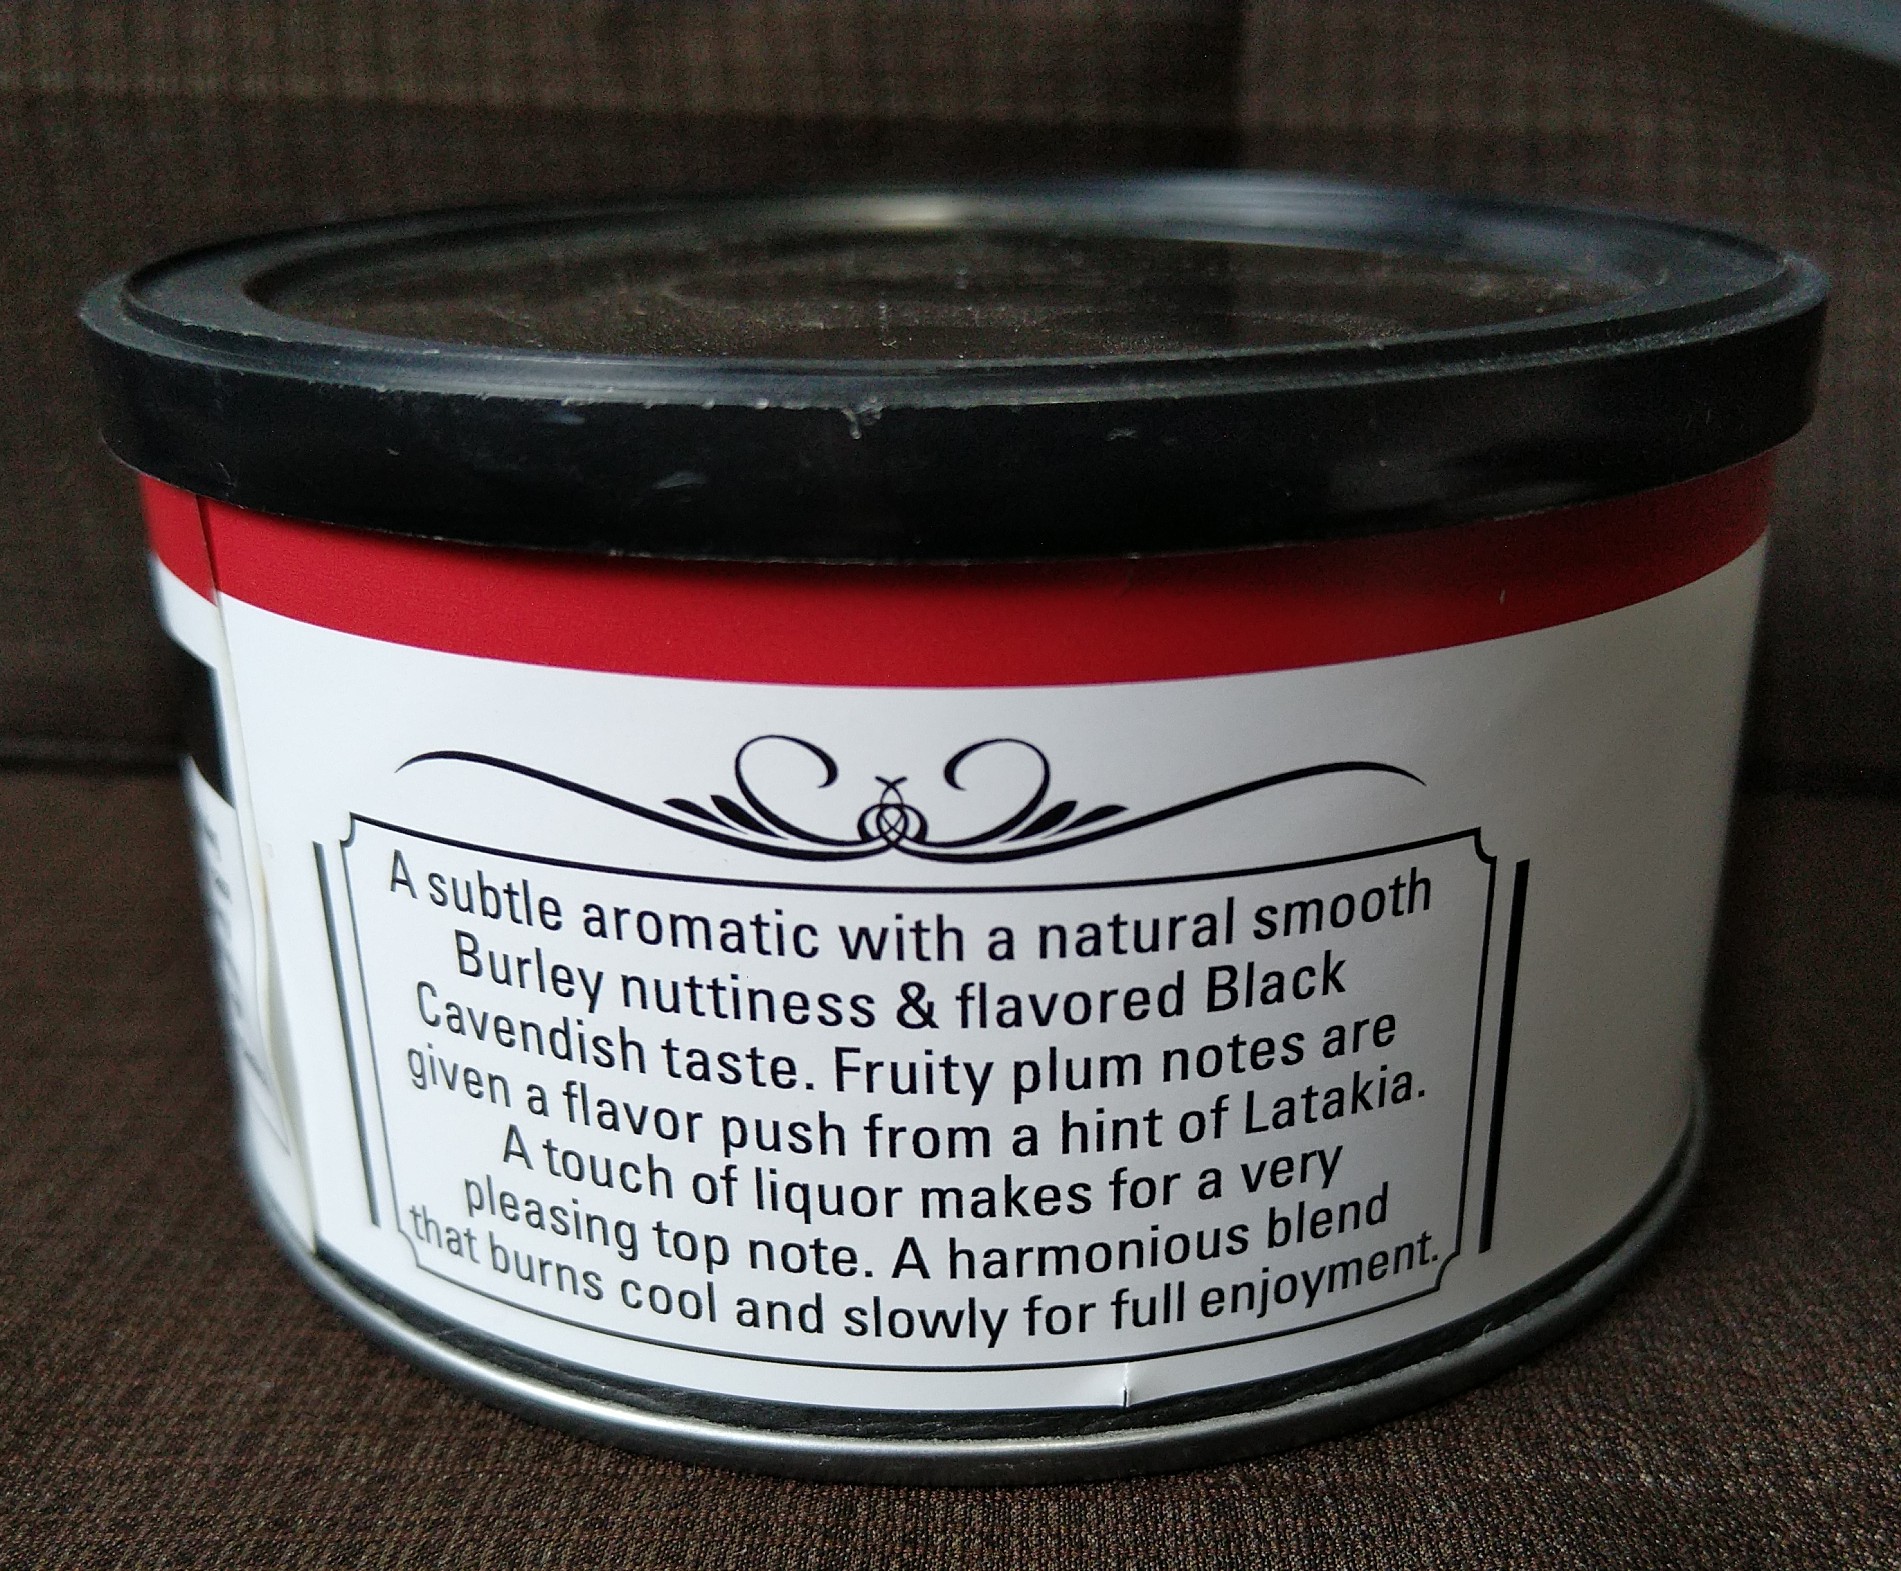 A subtle aromatic with a natural smooth
Burley nuttiness & flavored Black
Cavendish taste. Fruity plum notes are
given a flavor push from a hint of Latakia.
A touch of liquor makes for a very
pleasing top note. A harmonious blend
that burns cool and slowly for full enjoyment.